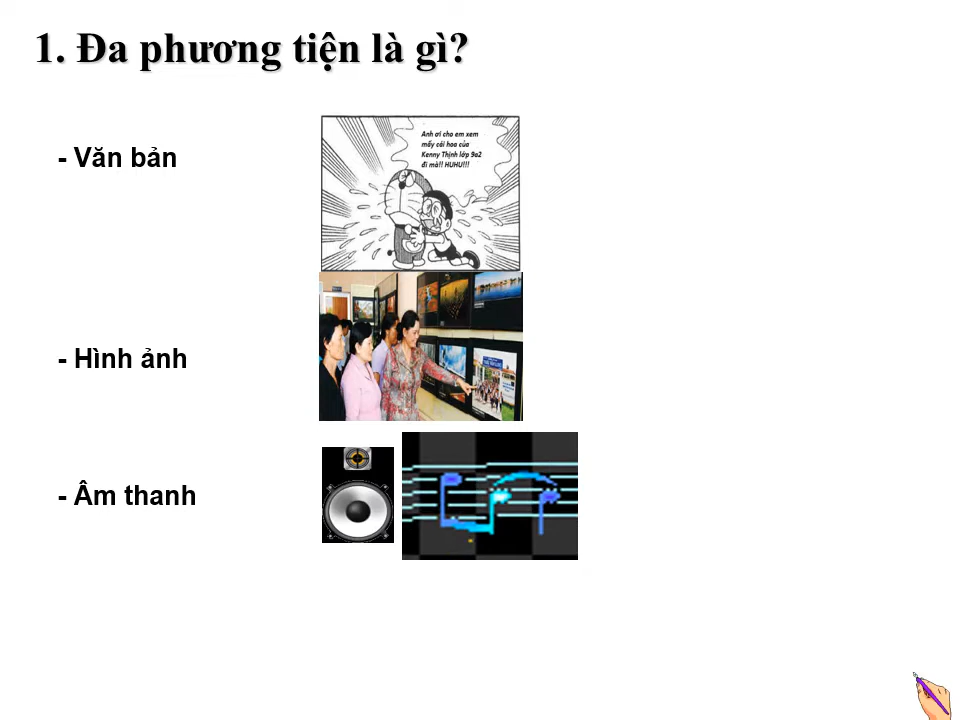 1. Đa phương tiện là gì?
- Văn bản
Anh ơi cho em xem
mấy cái hoa của
Kenny Thịnh lớp 9a2
đi mà!! HUHU!!!
- Hình ảnh
- Âm thanh